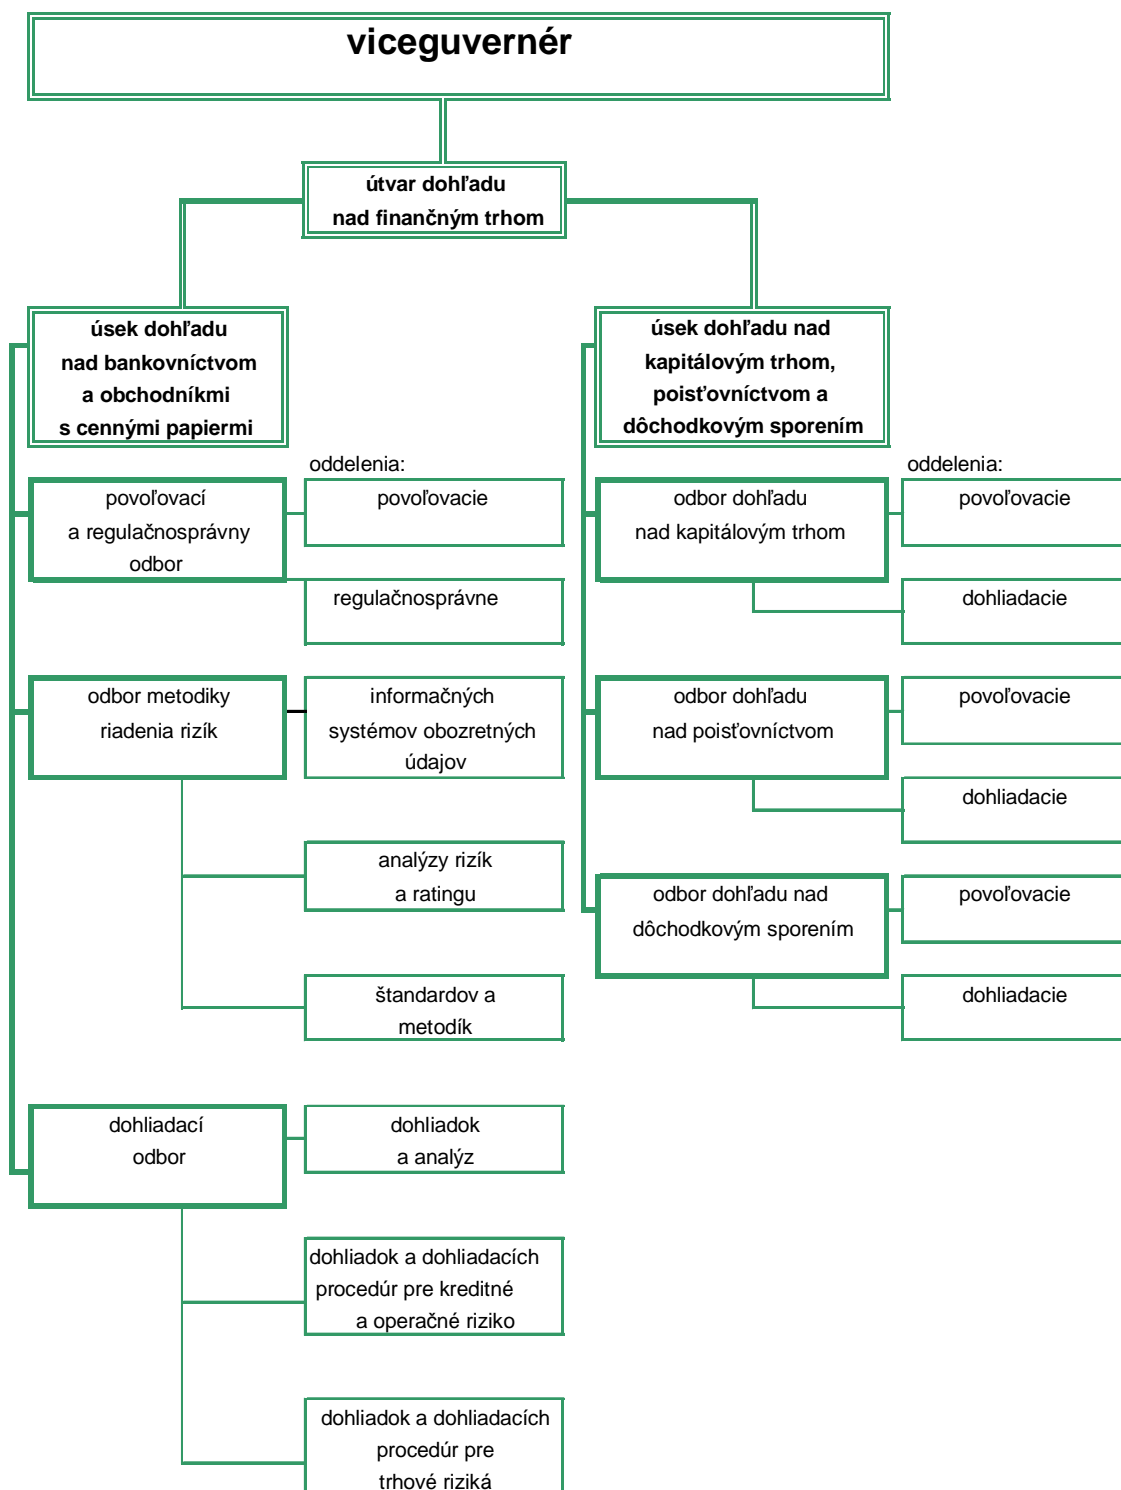 viceguvernér
útvar dohľadu
nad finančným trhom
úsek dohľadu
nad bankovníctvom
a obchodníkmi
s cennými papiermi
oddelenia:
povoľovací
a regulačnosprávny
odbor
povoľovacie
regulačnosprávne
odbor metodiky
riadenia rizík
informačných
systémov obozretných
údajov
analýzy rizík
a ratingu
štandardov a
metodík
dohliadací
odbor
dohliadok
a analýz
dohliadok a dohliadacích
procedúr pre kreditné
a operačné riziko
dohliadok a dohliadacích
procedúr pre
trhové riziká
úsek dohľadu nad
kapitálovým trhom,
poisťovníctvom a
dôchodkovým sporením
oddelenia:
odbor dohľadu
nad kapitálovým trhom
povoľovacie
dohliadacie
odbor dohľadu
nad poisťovníctvom
povoľovacie
dohliadacie
odbor dohľadu nad
dôchodkovým sporením
povoľovacie
dohliadacie